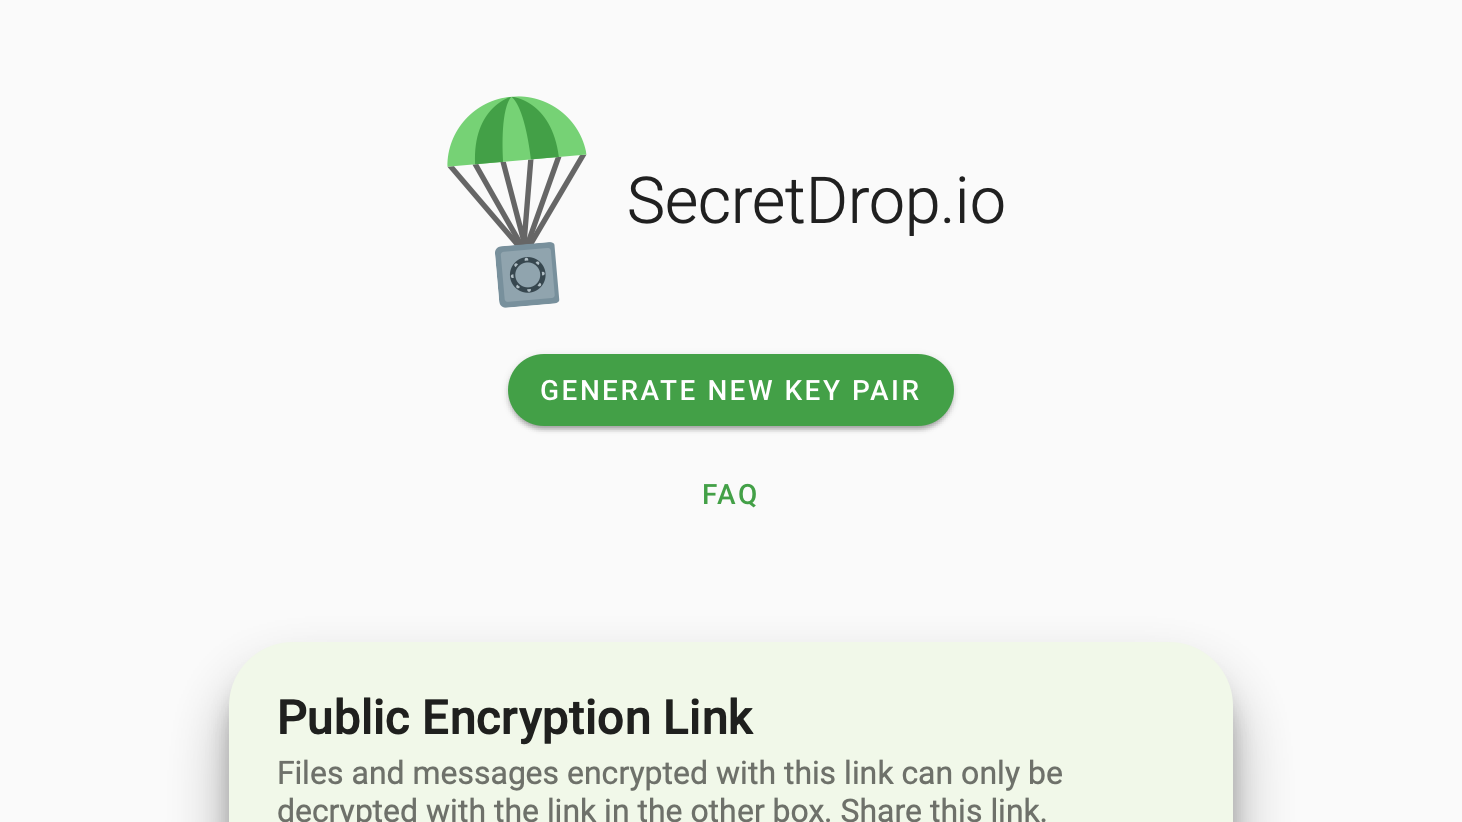 SecretDrop.io
GENERATE NEW KEY PAIR
FAQ
Public Encryption Link
Files and messages encrypted with this link can only be
decrypted with the link in the other box. Share this link.